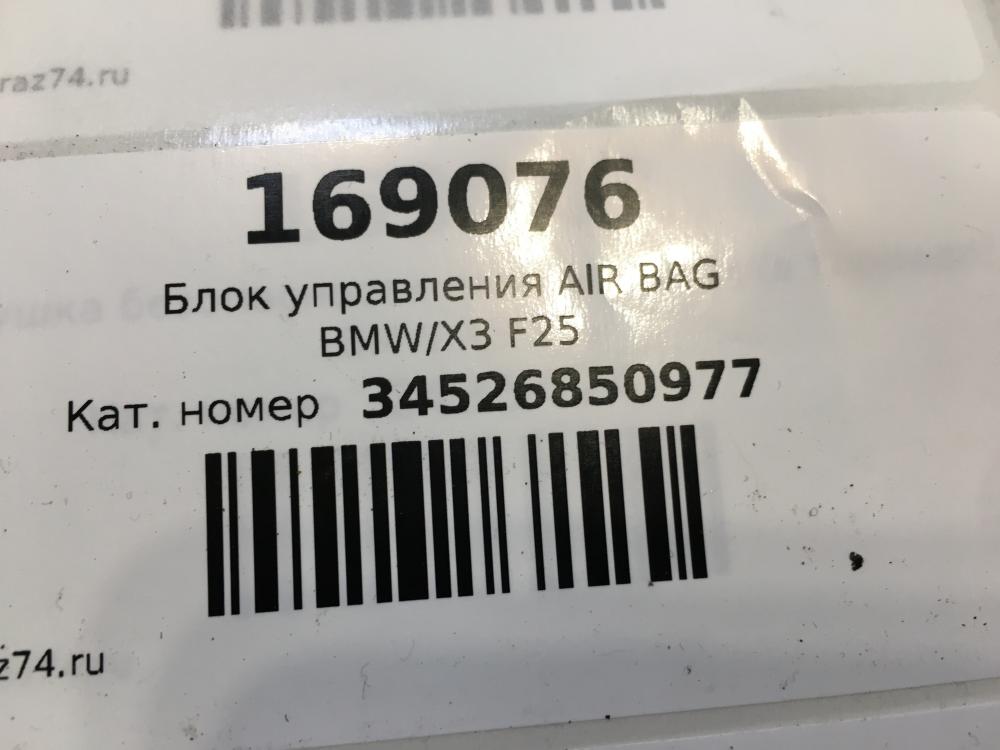 raz74.ru
169076
Блок управления AIR BAG
BMW/X3 F25
Кат. номер 34526850977
z74.ru